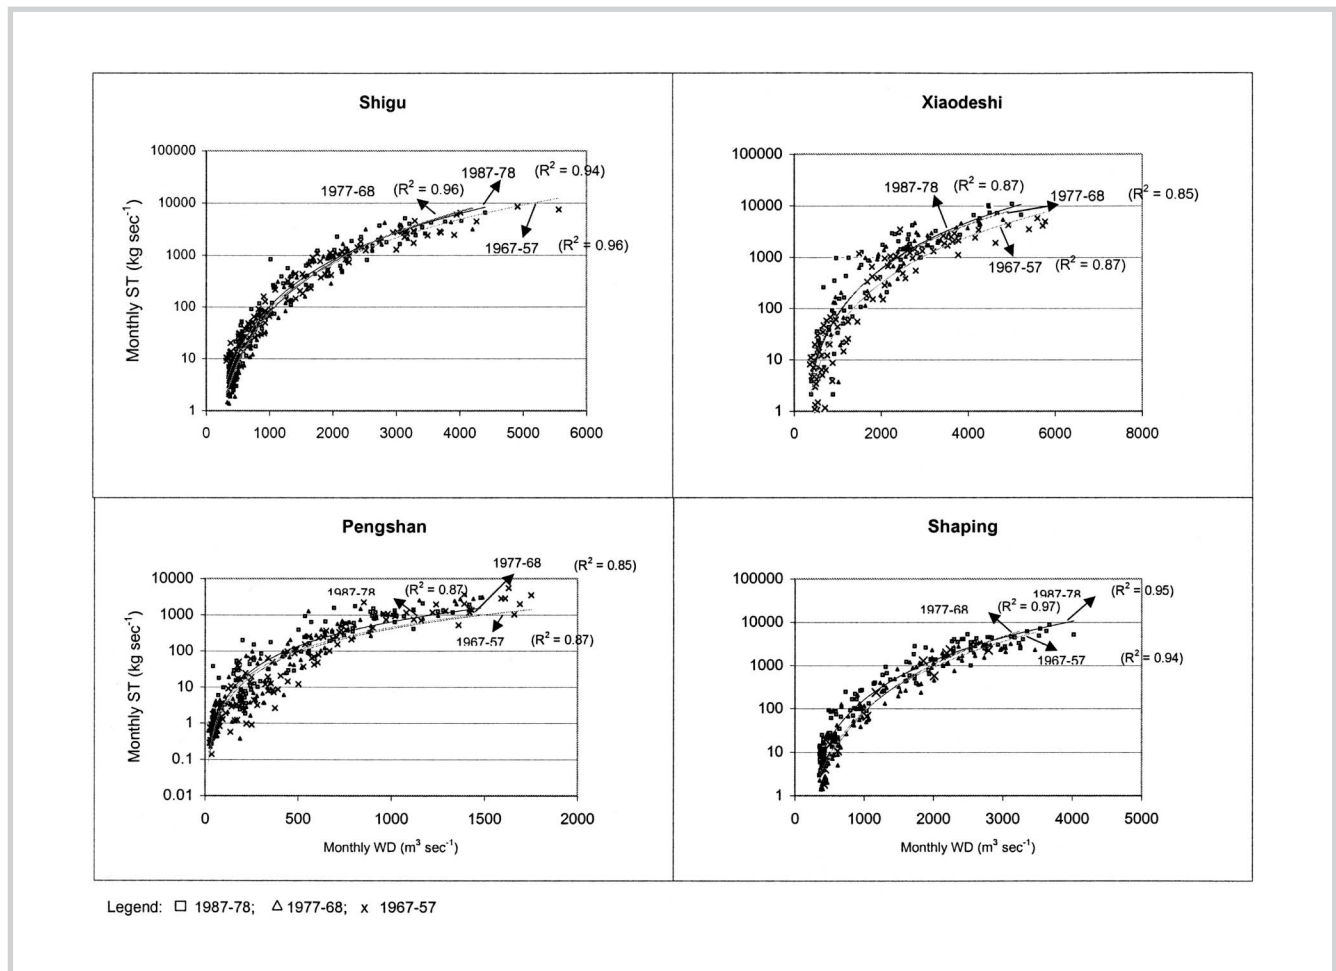 Shigu
100000
10000
1000
100
10
1
Monthly ST (kg sec⁻¹)
1987-78 (R² = 0.94)
1977-68 (R² = 0.96)
1967-57 (R² = 0.96)
0 1000 2000 3000 4000 5000 6000
Xiaodeshi
100000
10000
1000
100
10
1
1987-78 (R² = 0.87)
1977-68 (R² = 0.85)
1967-57 (R² = 0.87)
0 2000 4000 6000 8000
Pengshan
10000
1000
100
10
1
0.1
0.01
Monthly ST (kg sec⁻¹)
1977-68 (R² = 0.85)
1987-78 (R² = 0.87)
1967-57 (R² = 0.87)
0 500 1000 1500 2000
Monthly WD (m³ sec⁻¹)
Shaping
100000
10000
1000
100
10
1
1987-78 (R² = 0.95)
1977-68 (R² = 0.97)
1967-57 (R² = 0.94)
0 1000 2000 3000 4000 5000
Monthly WD (m³ sec⁻¹)
Legend: □ 1987-78; △ 1977-68; x 1967-57